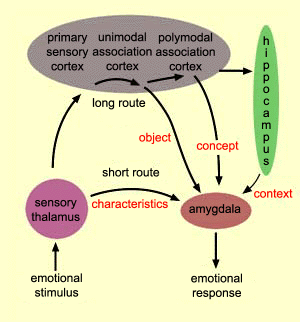 primary
sensory
cortex
unimodal
association
cortex
polymodal
association
cortex
hippocampus
long route
object
concept
short route
characteristics
context
sensory
thalamus
amygdala
emotional
stimulus
emotional
response